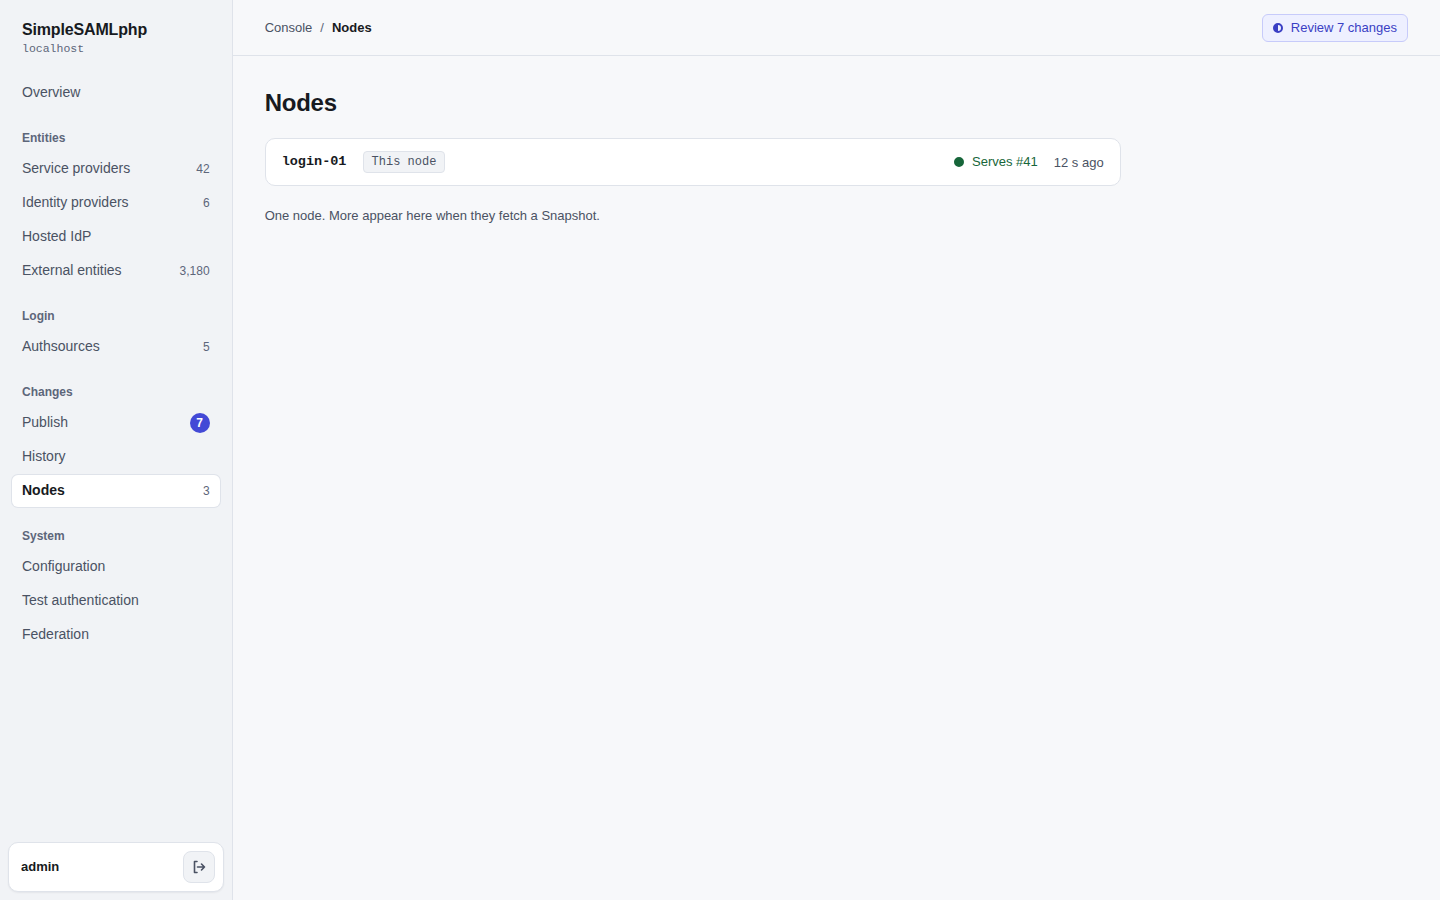 SimpleSAMLphp
localhost
Overview
Entities
Service providers 42
Identity providers 6
Hosted IdP
External entities 3,180
Login
Authsources 5
Changes
Publish 7
History
Nodes 3
System
Configuration
Test authentication
Federation
admin
Console / Nodes
Review 7 changes
Nodes
login-01 This node Serves #41 12 s ago
One node. More appear here when they fetch a Snapshot.